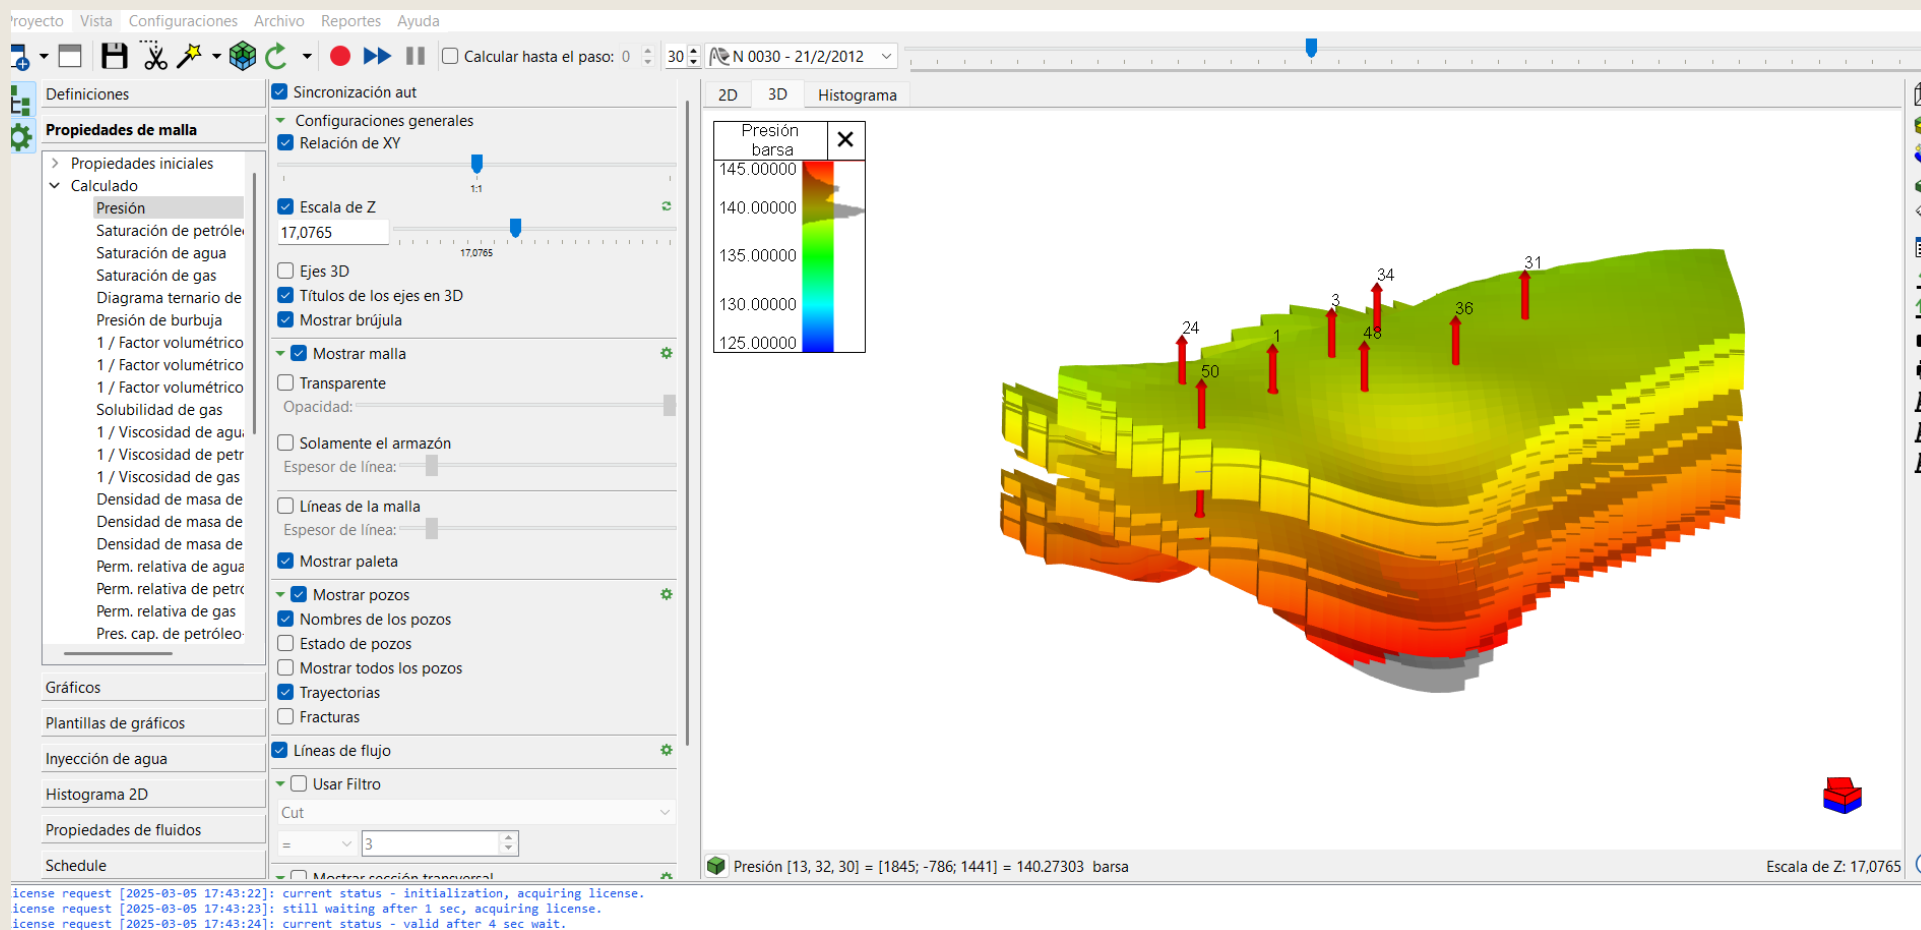 Proyecto Vista Configuraciones Archivo Reportes Ayuda
Calcular hasta el paso: 0 30 N 0030 - 21/2/2012
Definiciones
Propiedades de malla
Propiedades iniciales
Calculado
Presión
Saturación de petróle
Saturación de agua
Saturación de gas
Diagrama ternario de
Presión de burbuja
1 / Factor volumétrico
1 / Factor volumétrico
1 / Factor volumétrico
Solubilidad de gas
1 / Viscosidad de agu
1 / Viscosidad de petr
1 / Viscosidad de gas
Densidad de masa de
Densidad de masa de
Densidad de masa de
Perm. relativa de agua
Perm. relativa de petro
Perm. relativa de gas
Pres. cap. de petróleo-
Gráficos
Plantillas de gráficos
Inyección de agua
Histograma 2D
Propiedades de fluidos
Schedule
Sincronización aut
Configuraciones generales
Relación de XY
1:1
Escala de Z
17,0765
17,0765
Ejes 3D
Títulos de los ejes en 3D
Mostrar brújula
Mostrar malla
Transparente
Opacidad:
Solamente el armazón
Espesor de línea:
Líneas de la malla
Espesor de línea:
Mostrar paleta
Mostrar pozos
Nombres de los pozos
Estado de pozos
Mostrar todos los pozos
Trayectorias
Fracturas
Líneas de flujo
Usar Filtro
Cut
= 3
Mostrar sección transversal
2D 3D Histograma
Presión
barsa
145.00000
140.00000
135.00000
130.00000
125.00000
31
34
3
36
24
1
48
50
Presión [13, 32, 30] = [1845; -786; 1441] = 140.27303 barsa
Escala de Z: 17,0765
icense request [2025-03-05 17:43:22]: current status - initialization, acquiring license.
icense request [2025-03-05 17:43:23]: still waiting after 1 sec, acquiring license.
icense request [2025-03-05 17:43:24]: current status - valid after 4 sec wait.